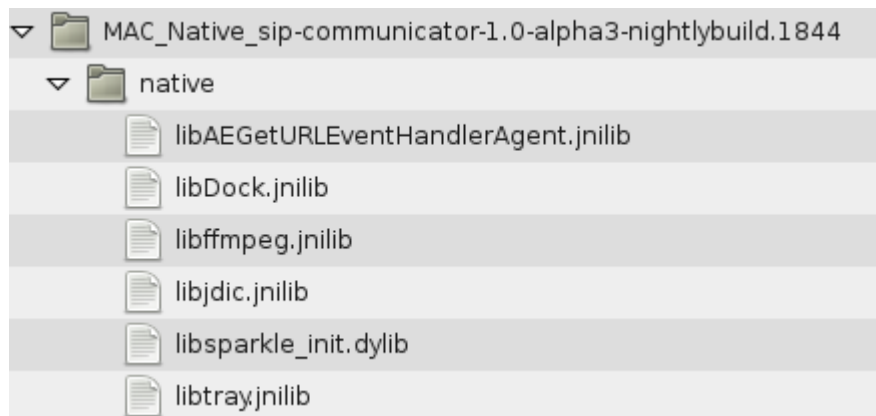 MAC_Native_sip-communicator-1.0-alpha3-nightlybuild.1844
native
libAEGetURLEventHandlerAgent.jnilib
libDock.jnilib
libffmpeg.jnilib
libjdic.jnilib
libsparkle_init.dylib
libtray.jnilib